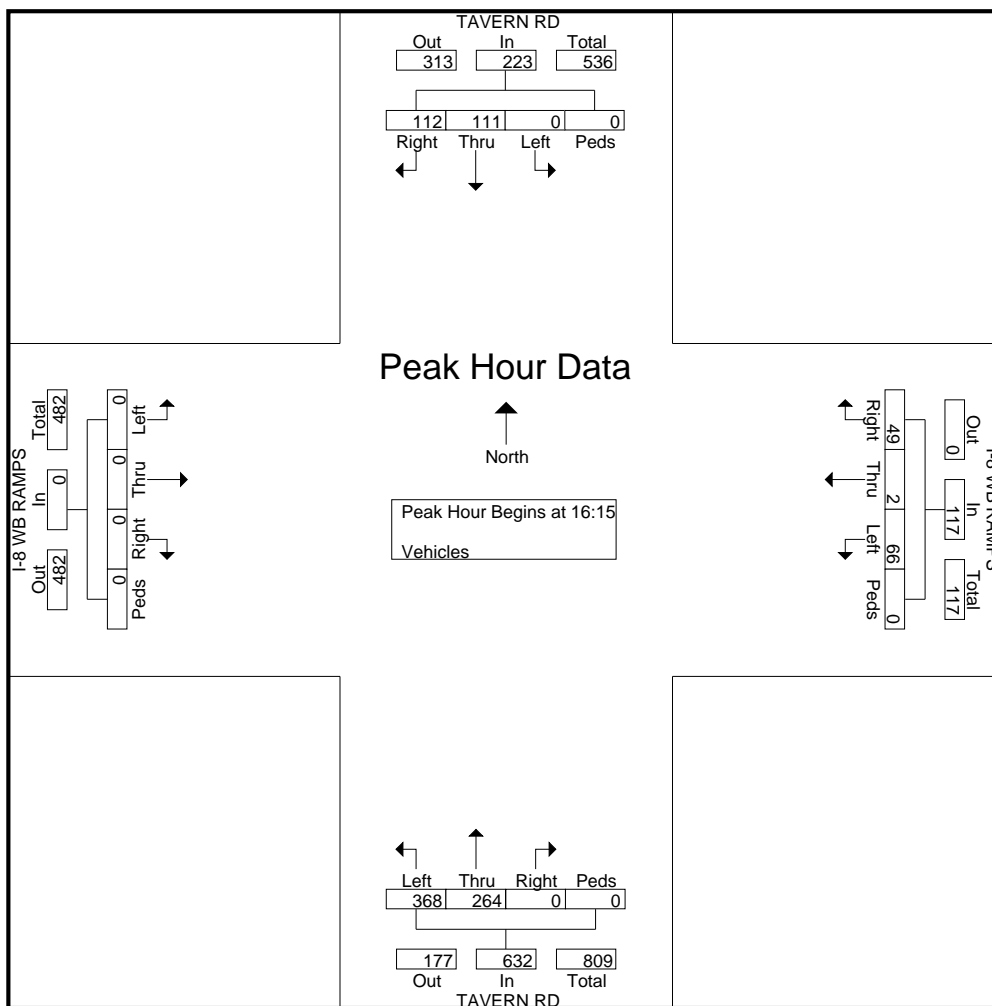 TAVERN RD
Out In Total
313 223 536
112 111 0 0
Right Thru Left Peds
Peak Hour Data
North
Peak Hour Begins at 16:15
Vehicles
I-8 WB RAMPS
Total In Out
482 0 482
0 0 0 0
Left Thru Right Peds
Right Thru Left Peds
49 2 66 0
Out In Total
0 117 117
I-8 WB RAMPS
Left Thru Right Peds
368 264 0 0
177 632 809
Out In Total
TAVERN RD